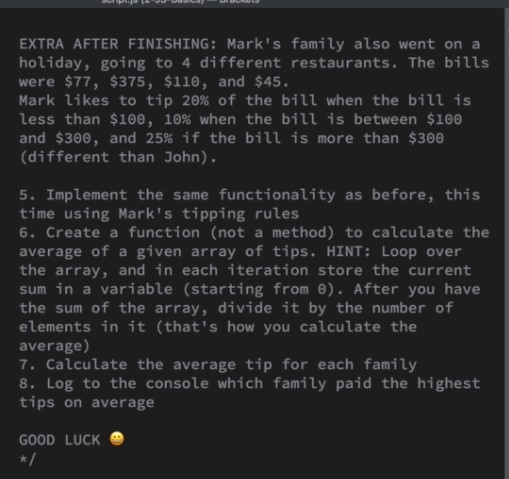 script.js (2-JS-basics) — Brackets
EXTRA AFTER FINISHING: Mark's family also went on a
holiday, going to 4 different restaurants. The bills
were $77, $375, $110, and $45.
Mark likes to tip 20% of the bill when the bill is
less than $100, 10% when the bill is between $100
and $300, and 25% if the bill is more than $300
(different than John).
5. Implement the same functionality as before, this
time using Mark's tipping rules
6. Create a function (not a method) to calculate the
average of a given array of tips. HINT: Loop over
the array, and in each iteration store the current
sum in a variable (starting from 0). After you have
the sum of the array, divide it by the number of
elements in it (that's how you calculate the
average)
7. Calculate the average tip for each family
8. Log to the console which family paid the highest
tips on average
GOOD LUCK 😀
*/